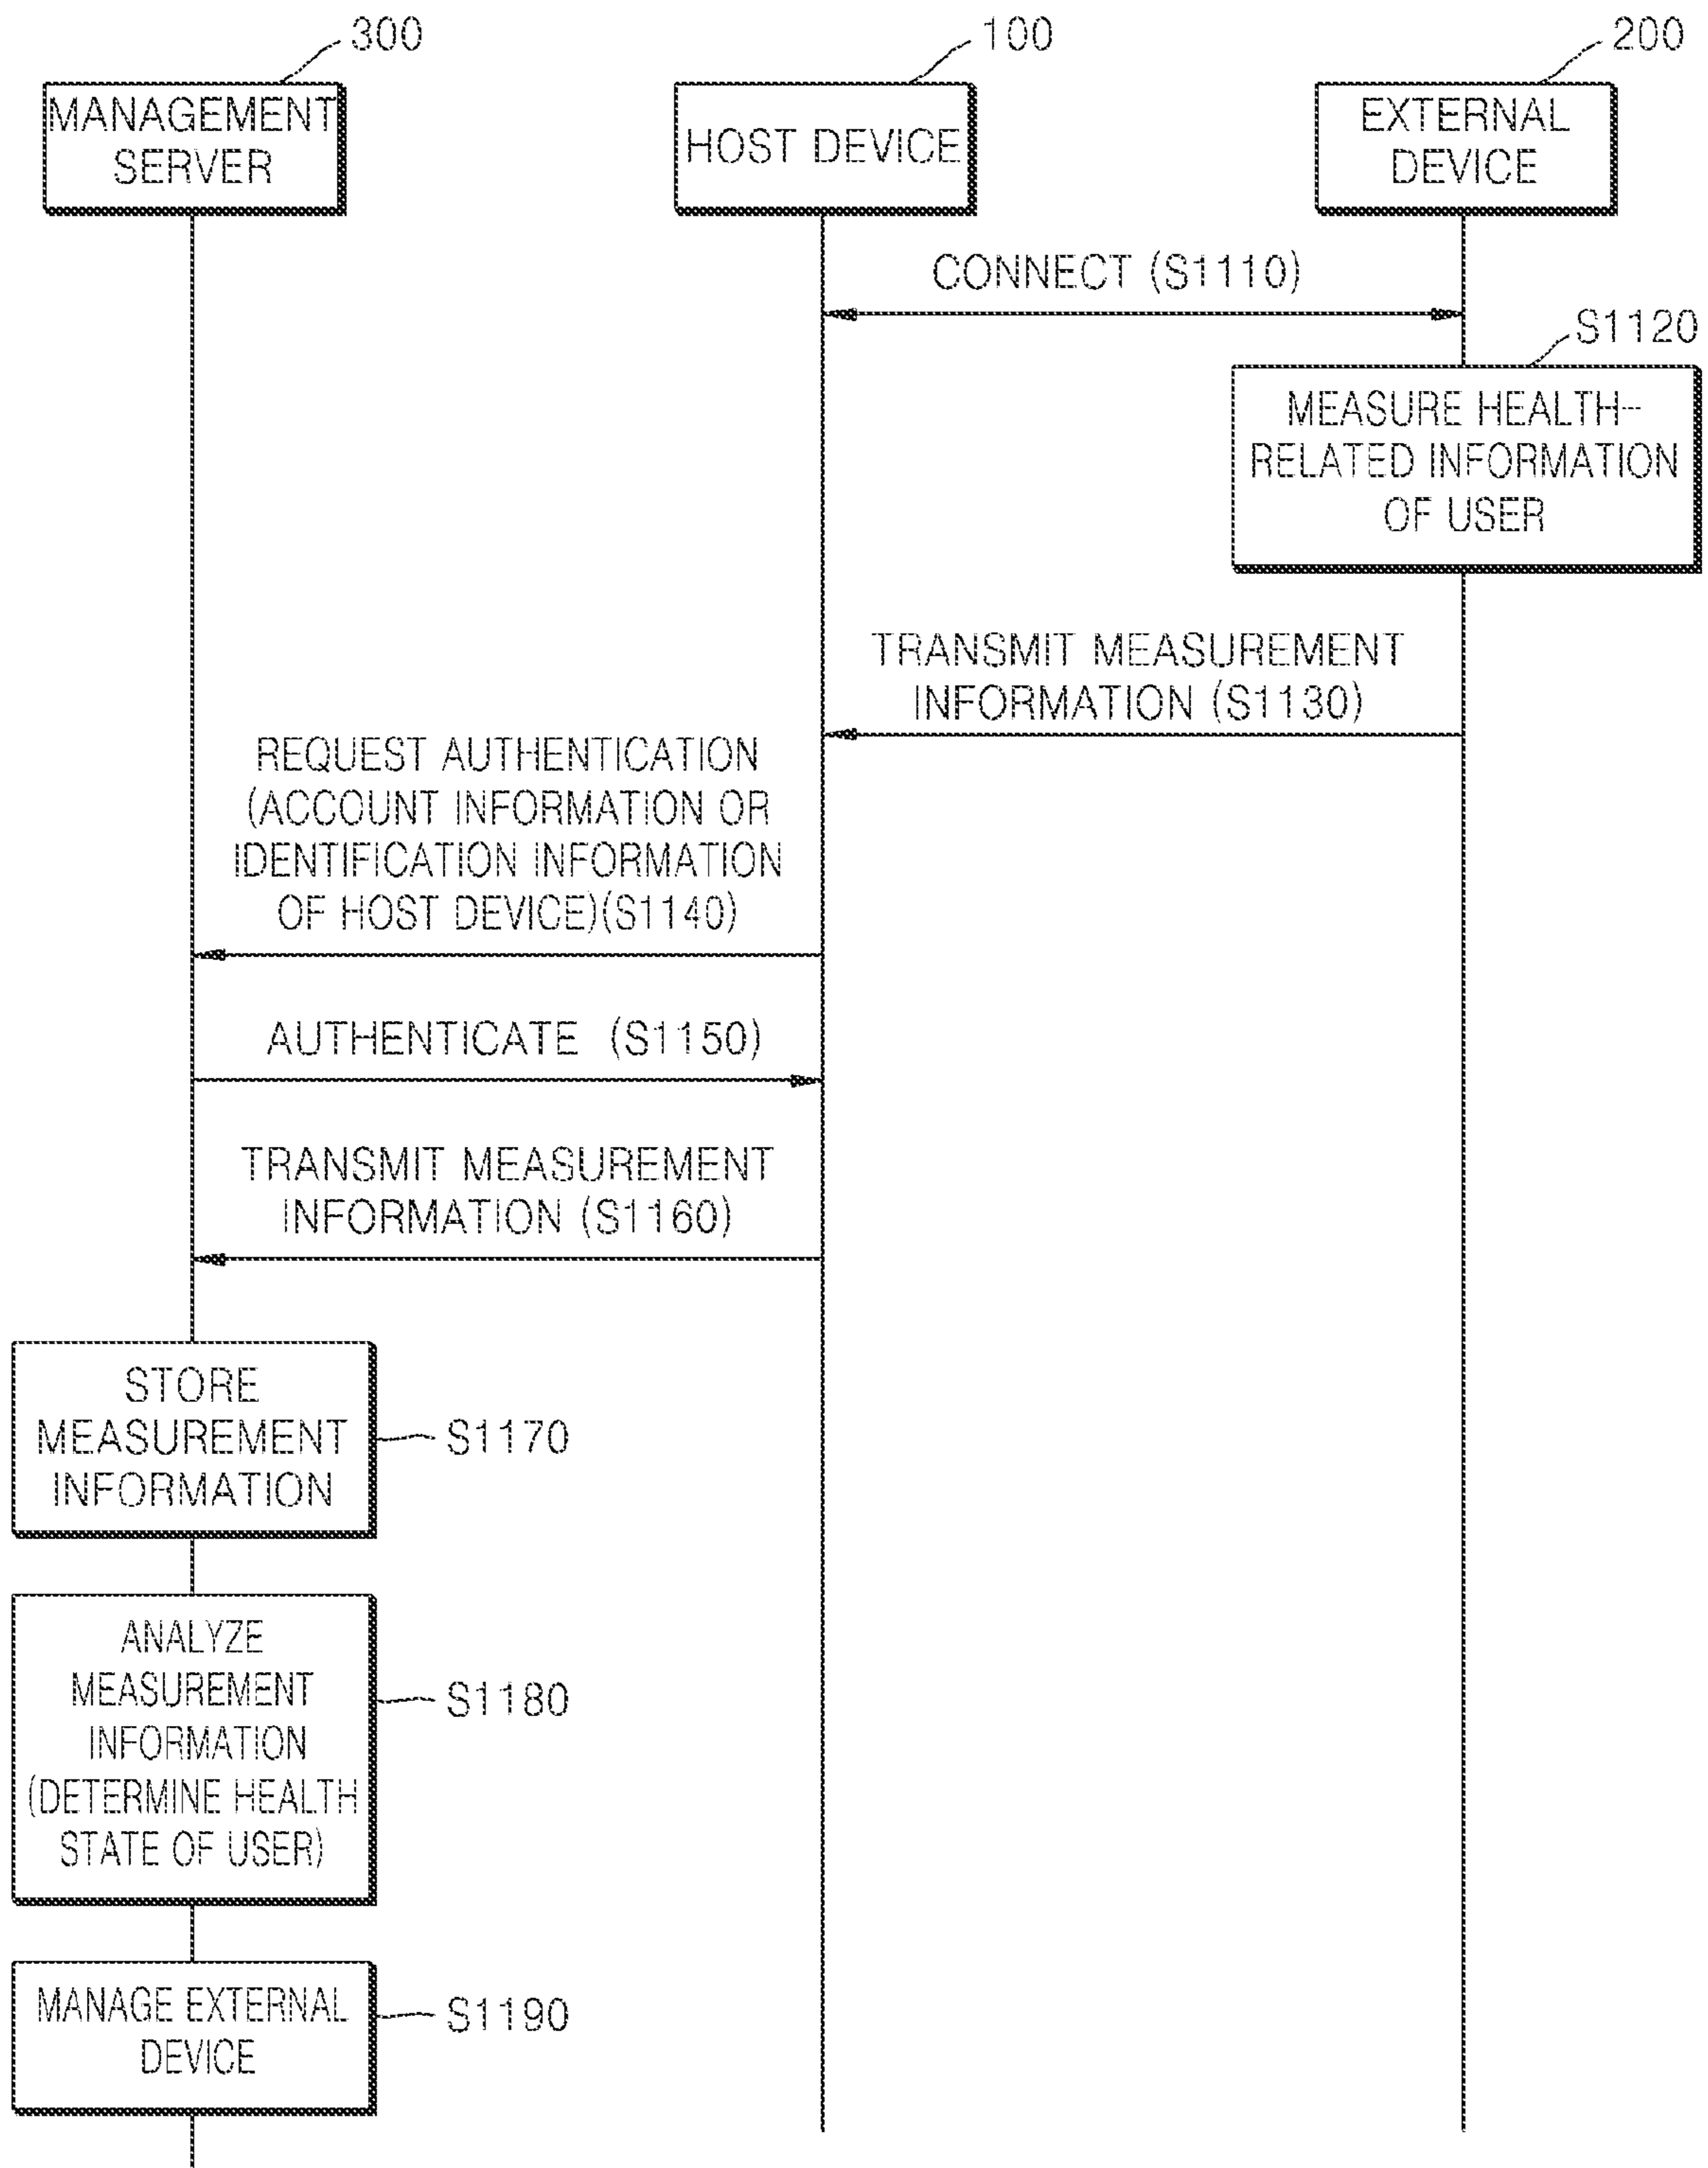 300
100
200
MANAGEMENT
SERVER
HOST DEVICE
EXTERNAL
DEVICE
CONNECT (S1110)
S1120
MEASURE HEALTH-
RELATED INFORMATION
OF USER
TRANSMIT MEASUREMENT
INFORMATION (S1130)
REQUEST AUTHENTICATION
(ACCOUNT INFORMATION OR
IDENTIFICATION INFORMATION
OF HOST DEVICE)(S1140)
AUTHENTICATE (S1150)
TRANSMIT MEASUREMENT
INFORMATION (S1160)
STORE
MEASUREMENT
INFORMATION
S1170
ANALYZE
MEASUREMENT
INFORMATION
(DETERMINE HEALTH
STATE OF USER)
S1180
MANAGE EXTERNAL
DEVICE
S1190